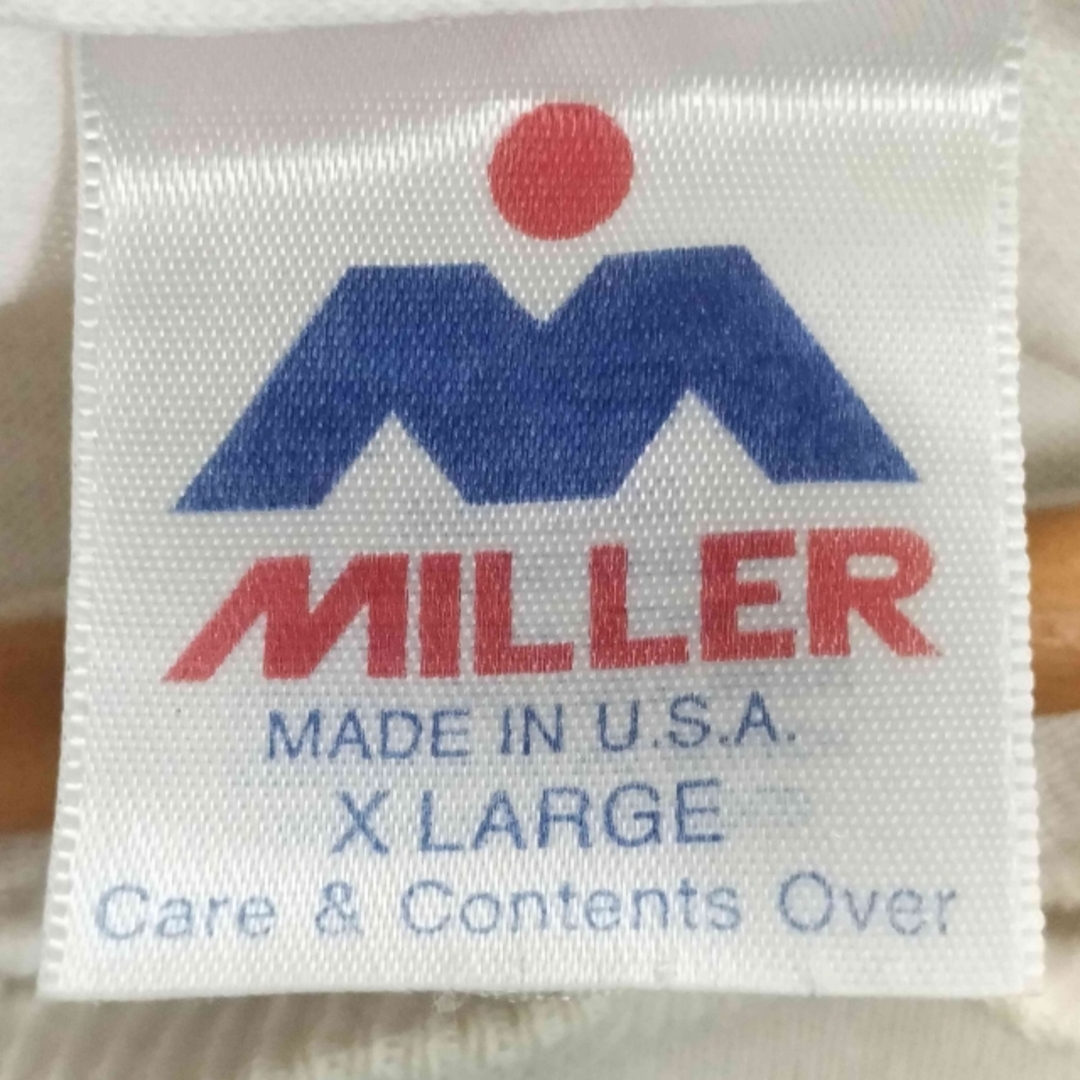 MILLER
MADE IN U.S.A.
X LARGE
Care & Contents Over